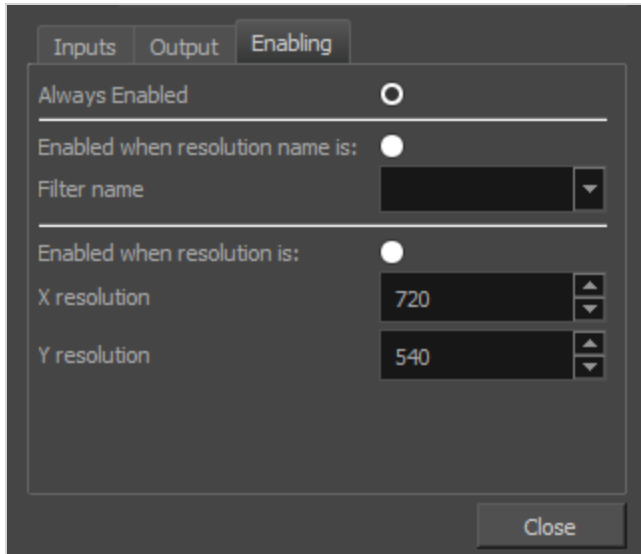 Inputs Output Enabling
Always Enabled
Enabled when resolution name is:
Filter name
Enabled when resolution is:
X resolution 720
Y resolution 540
Close